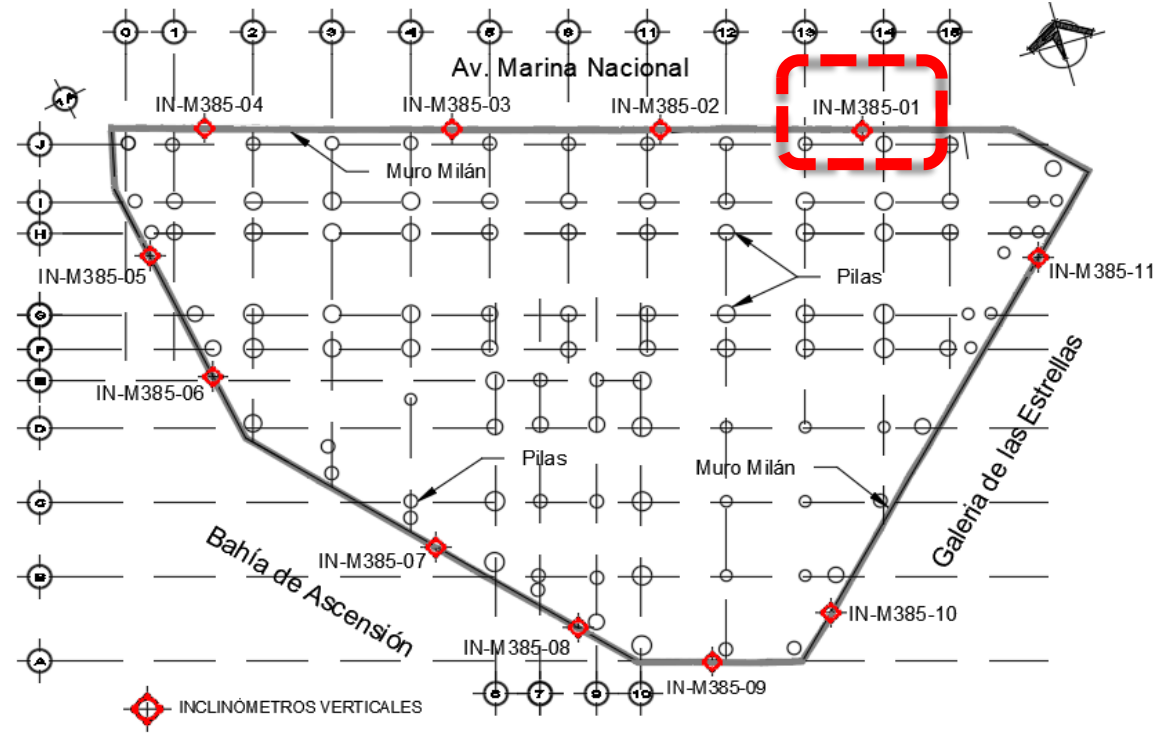 0 1 2 3 4 5 8 11 12 13 14 15
Av. Marina Nacional
IN-M385-04 IN-M385-03 IN-M385-02 IN-M385-01
J
Muro Milán
I
H
IN-M385-05
Pilas
IN-M385-11
G
F
E
IN-M385-06
D
Pilas
Muro Milán
Galeria de las Estrellas
Bahía de Ascensión
IN-M385-07
B
IN-M385-10
IN-M385-08
A
IN-M385-09
7 9 10
INCLINÓMETROS VERTICALES